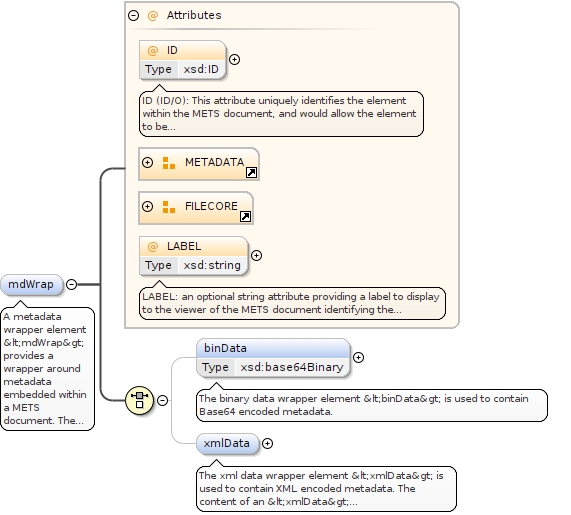 Attributes
ID
Type xsd:ID
ID (ID/O): This attribute uniquely identifies the element
within the METS document, and would allow the element
to be...
METADATA
FILECORE
LABEL
Type xsd:string
LABEL: an optional string attribute providing a label to display
to the viewer of the METS document identifying the...
mdWrap
A metadata
wrapper element
&lt;mdWrap&gt;
provides a
wrapper around
metadata
embedded within
a METS
document. The...
binData
Type xsd:base64Binary
The binary data wrapper element &lt;binData&gt; is used to contain
Base64 encoded metadata.
xmlData
The xml data wrapper element &lt;xmlData&gt; is
used to contain XML encoded metadata. The
content of an &lt;xmlData&gt;...